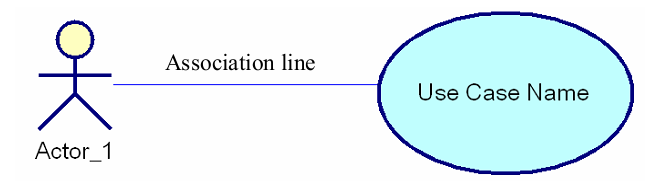 Association line
Use Case Name
Actor_1